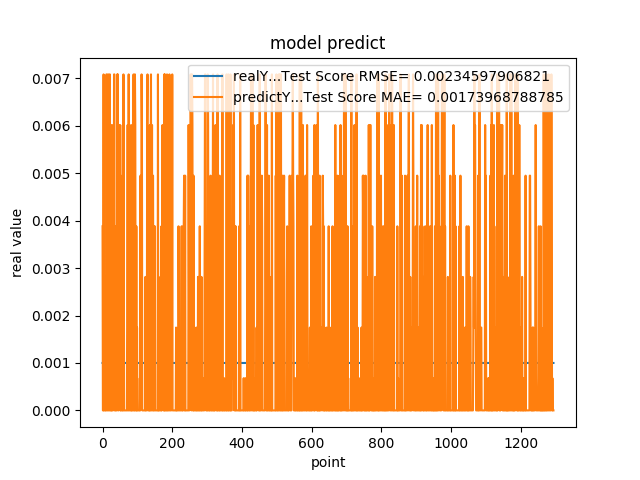 model predict
realY...Test Score RMSE= 0.00234597906821
predictY...Test Score MAE= 0.00173968788785
0.007
0.006
0.005
0.004
0.003
0.002
0.001
0.000
real value
0 200 400 600 800 1000 1200
point